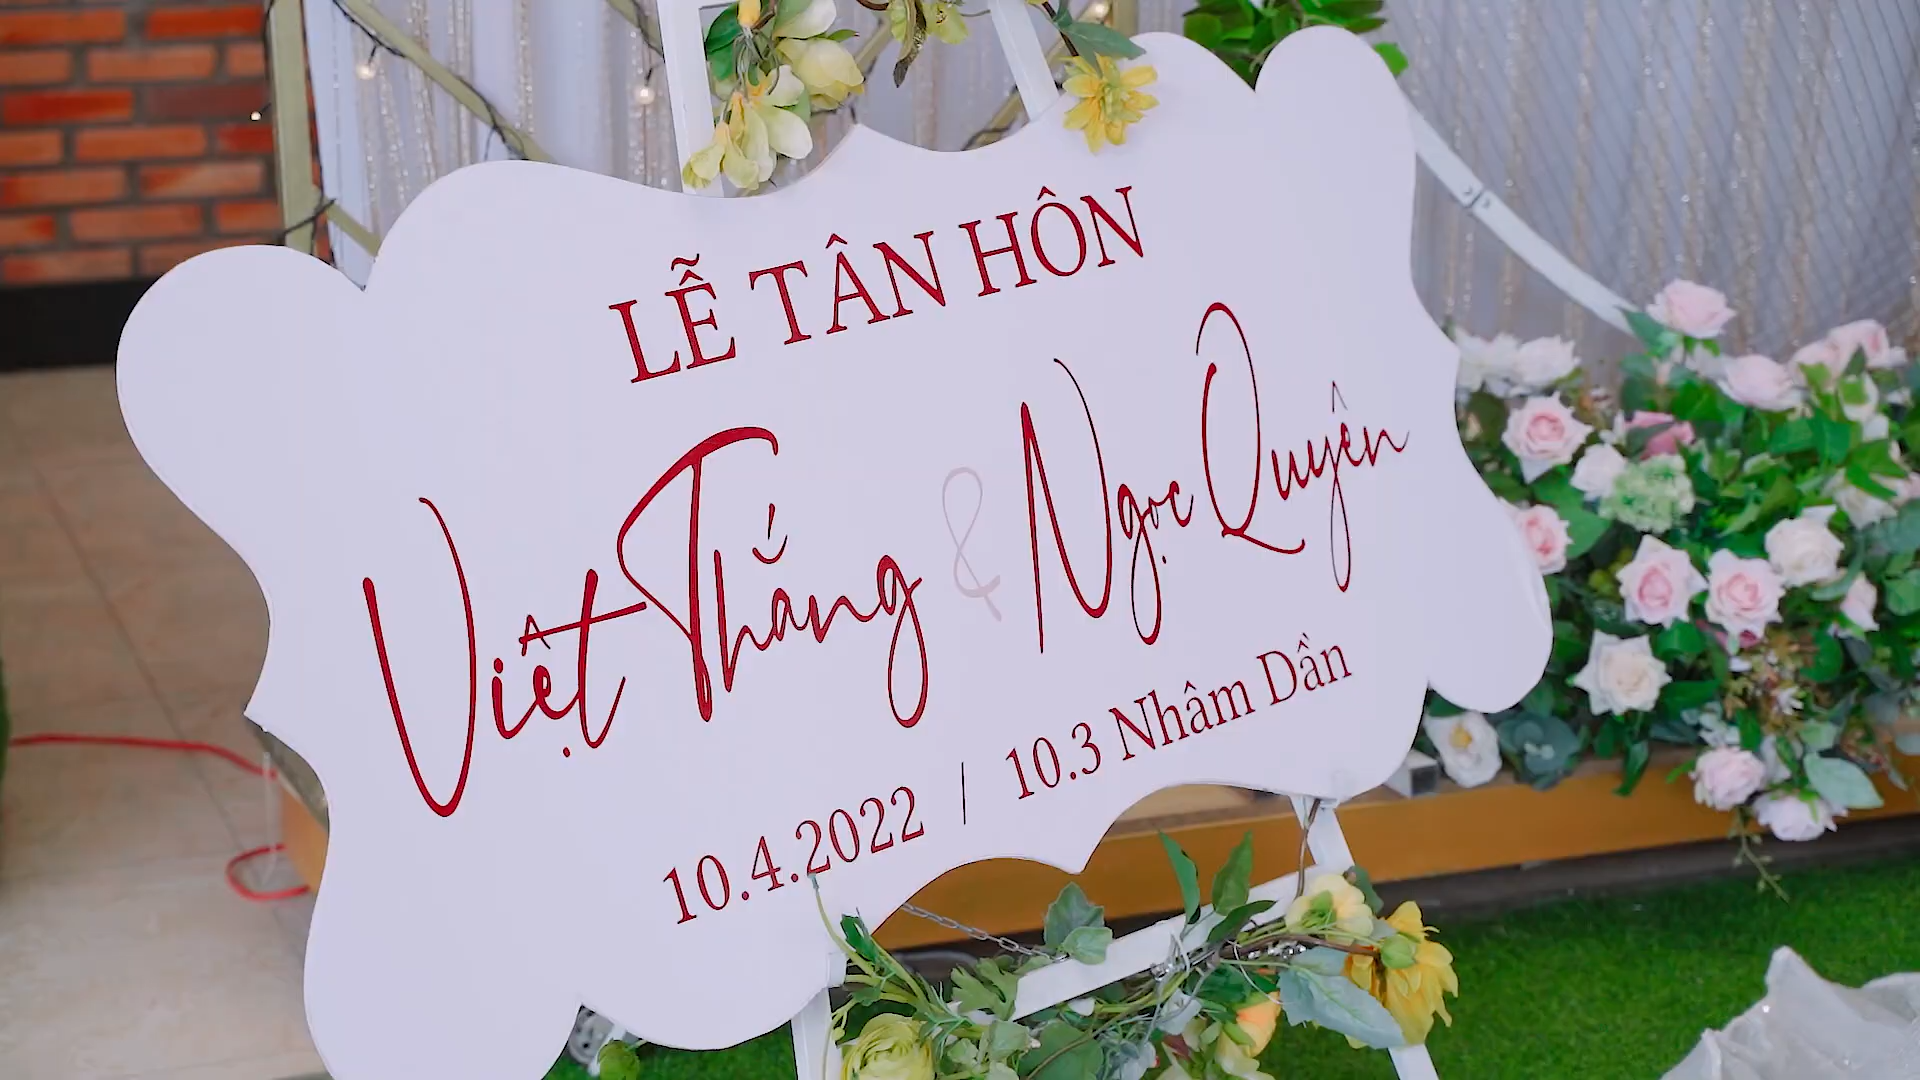 LỄ TÂN HÔN
Việt Thắng & Ngọc Quyên
10.4.2022 / 10.3 Nhâm Dần